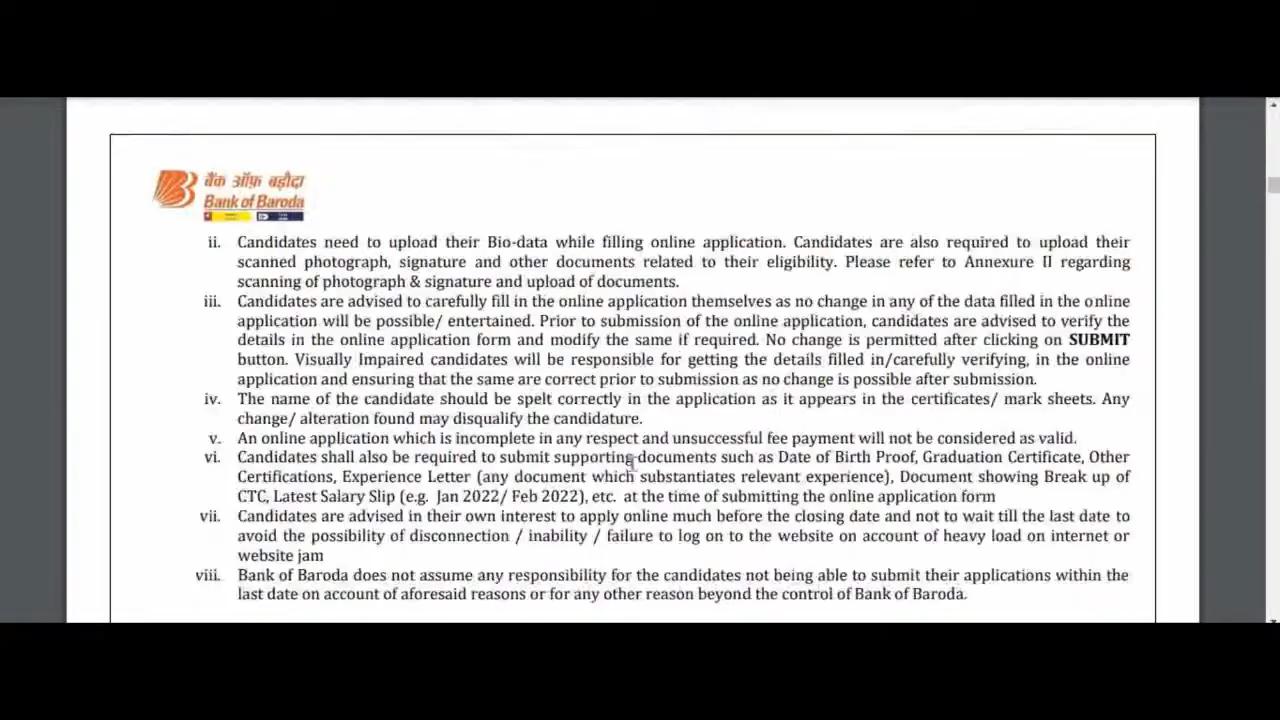 बैंक ऑफ़ बड़ौदा
Bank of Baroda
ii. Candidates need to upload their Bio-data while filling online application. Candidates are also required to upload their
scanned photograph, signature and other documents related to their eligibility. Please refer to Annexure II regarding
scanning of photograph & signature and upload of documents.
iii. Candidates are advised to carefully fill in the online application themselves as no change in any of the data filled in the online
application will be possible/ entertained. Prior to submission of the online application, candidates are advised to verify the
details in the online application form and modify the same if required. No change is permitted after clicking on SUBMIT
button. Visually Impaired candidates will be responsible for getting the details filled in/carefully verifying, in the online
application and ensuring that the same are correct prior to submission as no change is possible after submission.
iv. The name of the candidate should be spelt correctly in the application as it appears in the certificates/ mark sheets. Any
change/ alteration found may disqualify the candidature.
v. An online application which is incomplete in any respect and unsuccessful fee payment will not be considered as valid.
vi. Candidates shall also be required to submit supporting documents such as Date of Birth Proof, Graduation Certificate, Other
Certifications, Experience Letter (any document which substantiates relevant experience), Document showing Break up of
CTC, Latest Salary Slip (e.g. Jan 2022/ Feb 2022), etc. at the time of submitting the online application form
vii. Candidates are advised in their own interest to apply online much before the closing date and not to wait till the last date to
avoid the possibility of disconnection / inability / failure to log on to the website on account of heavy load on internet or
website jam
viii. Bank of Baroda does not assume any responsibility for the candidates not being able to submit their applications within the
last date on account of aforesaid reasons or for any other reason beyond the control of Bank of Baroda.